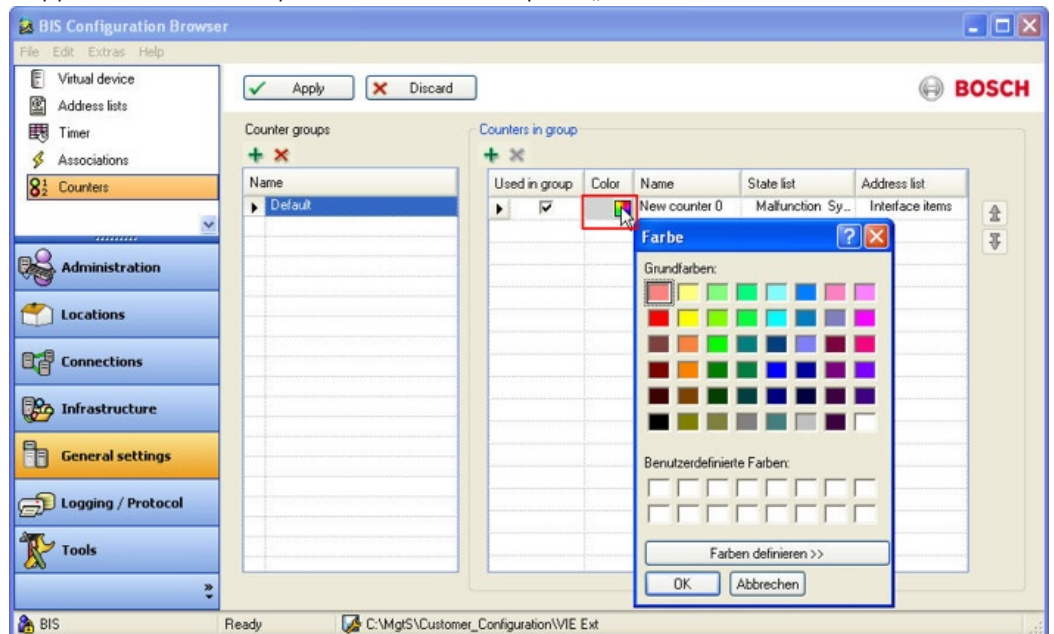 BIS Configuration Browser
File Edit Extras Help
Virtual device
Address lists
Timer
Associations
Counters
Administration
Locations
Connections
Infrastructure
General settings
Logging / Protocol
Tools
Apply Discard
BOSCH
Counter groups
Name
Default
Counters in group
Used in group Color Name State list Address list
New counter 0 Malfunction Sy... Interface items
Farbe
Grundfarben:
Benutzerdefinierte Farben:
Farben definieren >>
OK Abbrechen
BIS Ready C:\MgtS\Customer_Configuration\VIE Ext